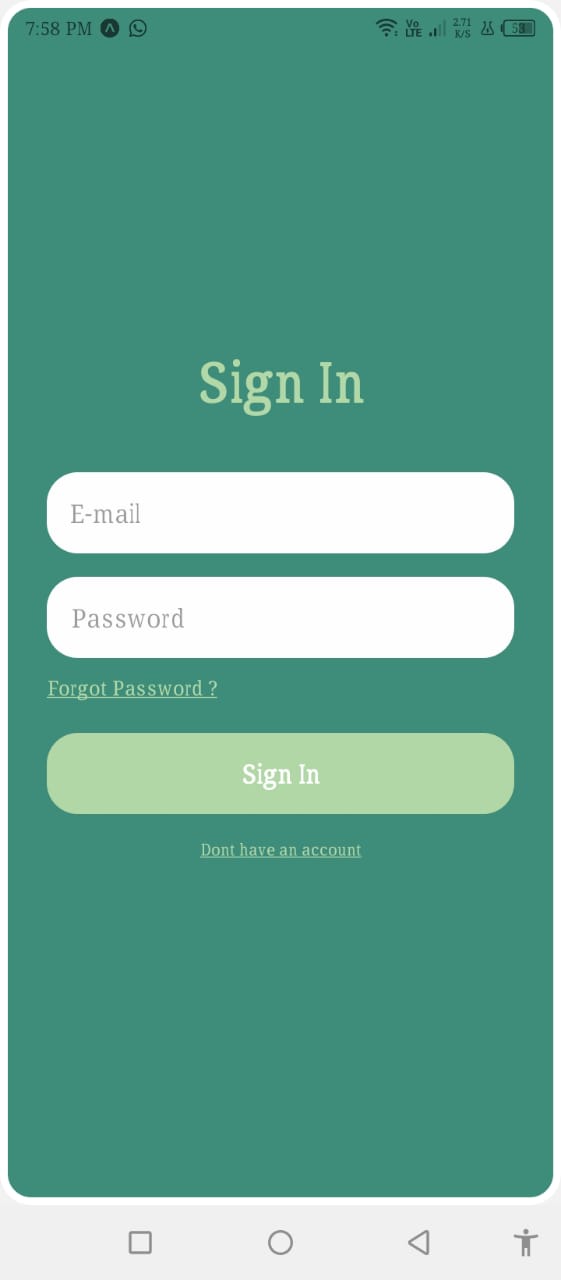 7:58 PM Vo LTE 2.71 K/S 53
Sign In
E-mail
Password
Forgot Password ?
Sign In
Dont have an account